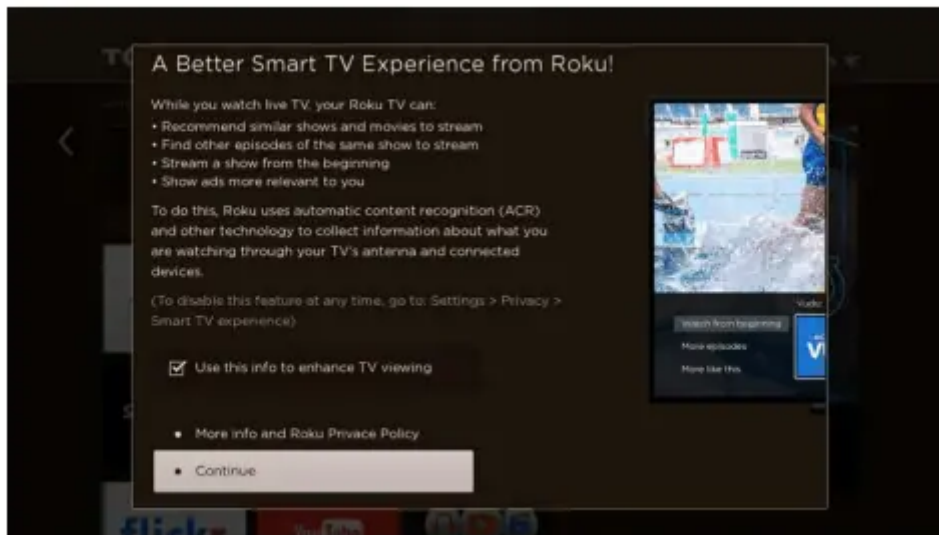 TC
A Better Smart TV Experience from Roku!
While you watch live TV, your Roku TV can:
• Recommend similar shows and movies to stream
• Find other episodes of the same show to stream
• Stream a show from the beginning
• Show ads more relevant to you
To do this, Roku uses automatic content recognition (ACR)
and other technology to collect information about what you
are watching through your TV's antenna and connected
devices.
(To disable this feature at any time, go to: Settings > Privacy >
Smart TV experience)
Use this info to enhance TV viewing
• More info and Roku Privace Policy
• Continue
Vudu
Watch from beginning
More episodes
More like this
flickr
YouTube